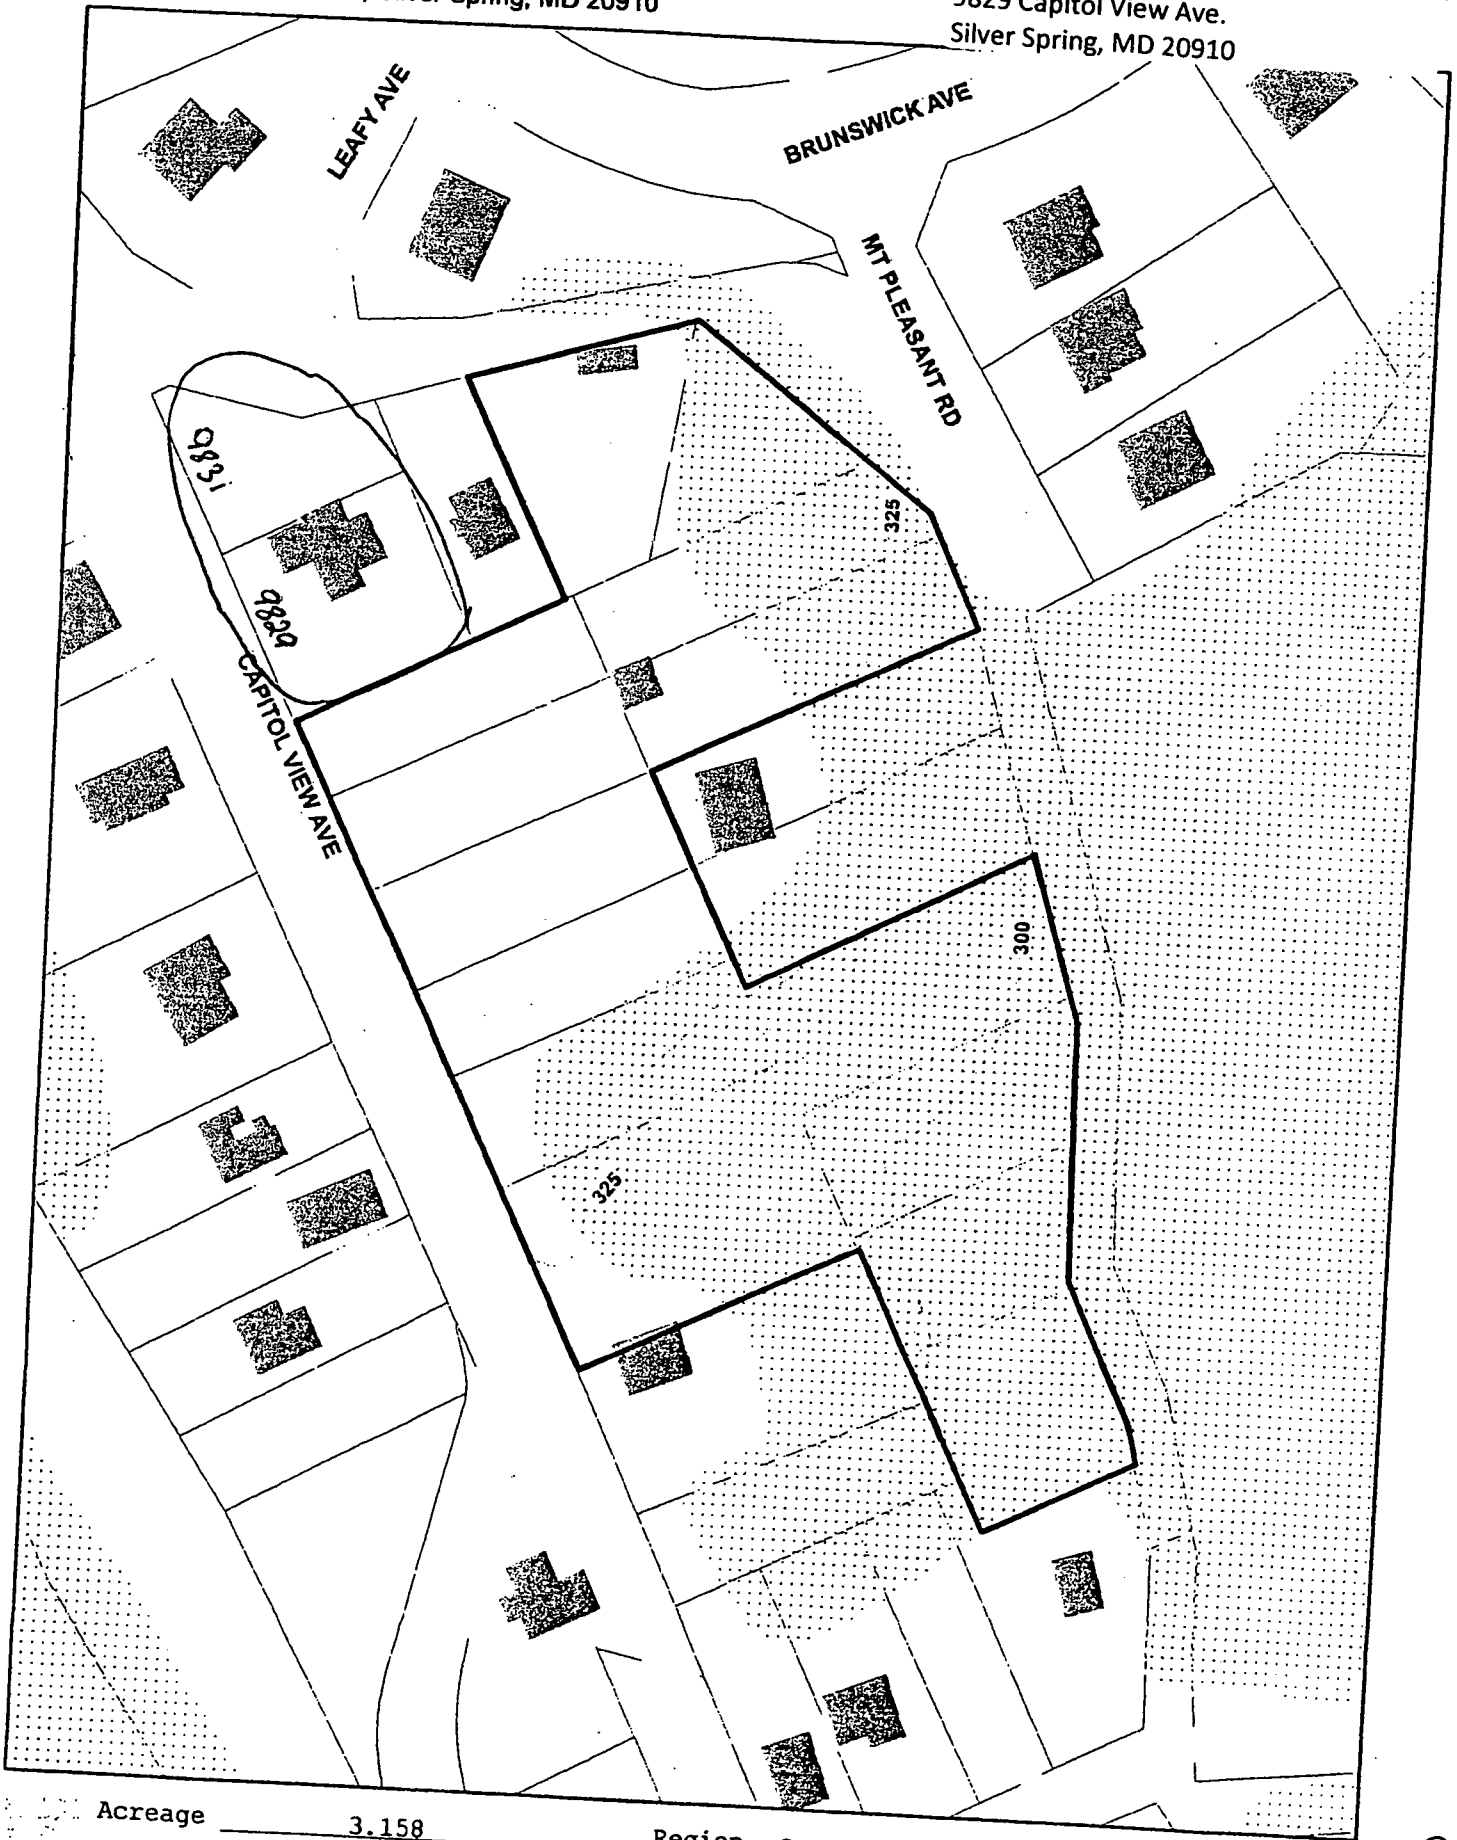 Spring, MD 20910
9829 Capitol View Ave.
Silver Spring, MD 20910
LEAFY AVE
BRUNSWICK AVE
MT PLEASANT RD
9831
325
9829
CAPITOL VIEW AVE
300
325
Acreage 3.158
Region